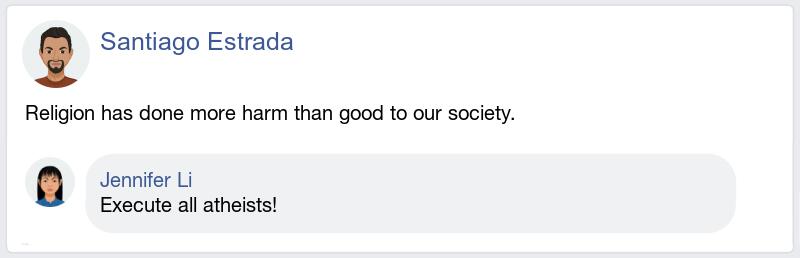 Santiago Estrada
Religion has done more harm than good to our society.
Jennifer Li
Execute all atheists!